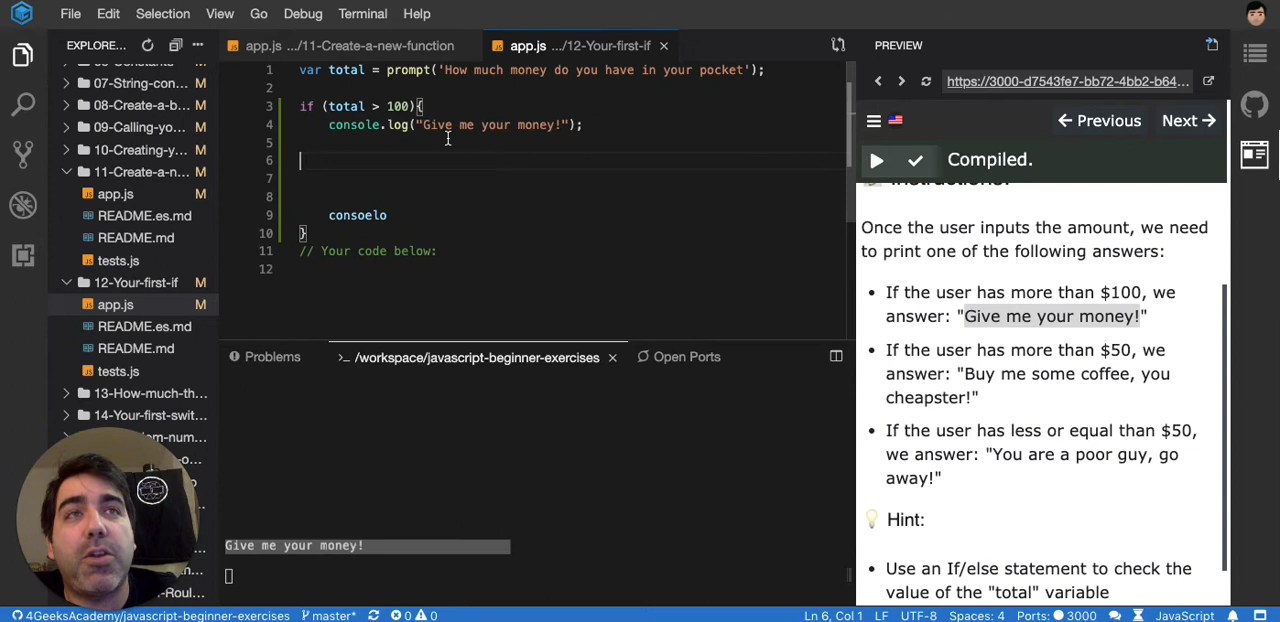 File Edit Selection View Go Debug Terminal Help
EXPLORE...
07-String-con...
08-Create-a-b...
09-Calling-yo...
10-Creating-y...
11-Create-a-n... M
app.js M
README.es.md
README.md
tests.js
12-Your-first-if M
app.js M
README.es.md
README.md
tests.js
13-How-much-th...
14-Your-first-swit...
app.js .../11-Create-a-new-function
app.js .../12-Your-first-if
1 var total = prompt('How much money do you have in your pocket');
2
3 if (total > 100){
4 console.log("Give me your money!");
5
6
7
8
9 consoelo
10 }
11 // Your code below:
12
Problems
>_ /workspace/javascript-beginner-exercises
Open Ports
Give me your money!
PREVIEW
https://3000-d7543fe7-bb72-4bb2-b64...
Previous
Next
Compiled.
Once the user inputs the amount, we need
to print one of the following answers:
• If the user has more than $100, we
answer: "Give me your money!"
• If the user has more than $50, we
answer: "Buy me some coffee, you
cheapster!"
• If the user has less or equal than $50,
we answer: "You are a poor guy, go
away!"
Hint:
• Use an If/else statement to check the
value of the "total" variable
4GeeksAcademy/javascript-beginner-exercises master* 0 0 Ln 6, Col 1 LF UTF-8 Spaces: 4 Ports: 3000 JavaScript